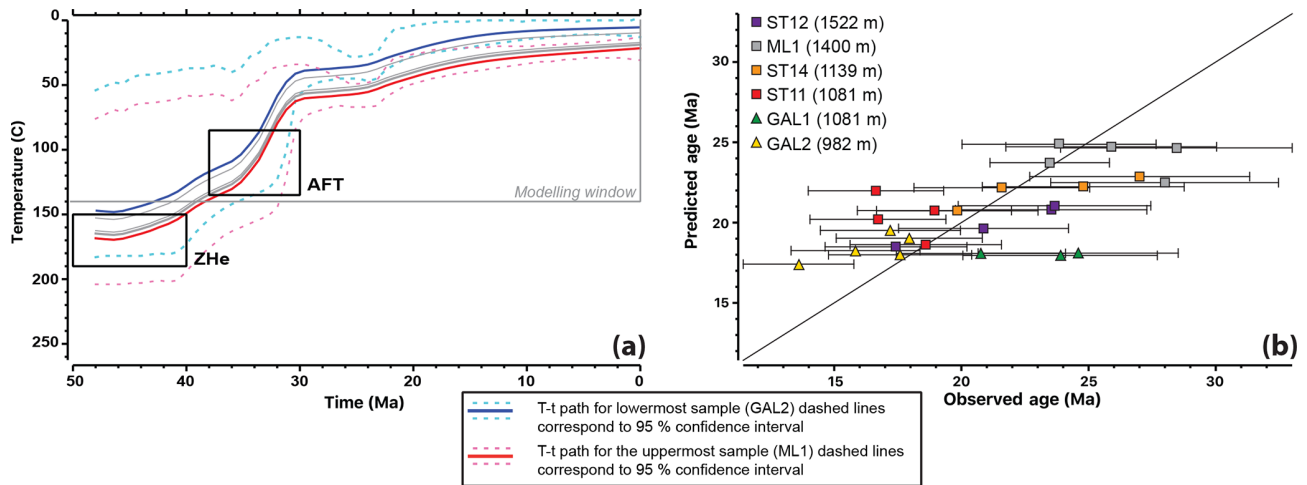 0
50
100
150
200
250
Temperature (C)
50
40
30
20
10
0
Time (Ma)
AFT
ZHe
Modelling window
(a)
ST12 (1522 m)
ML1 (1400 m)
ST14 (1139 m)
ST11 (1081 m)
GAL1 (1081 m)
GAL2 (982 m)
30
25
20
15
Predicted age (Ma)
15
20
25
30
Observed age (Ma)
(b)
T-t path for lowermost sample (GAL2) dashed lines
correspond to 95 % confidence interval
T-t path for the uppermost sample (ML1) dashed lines
correspond to 95 % confidence interval